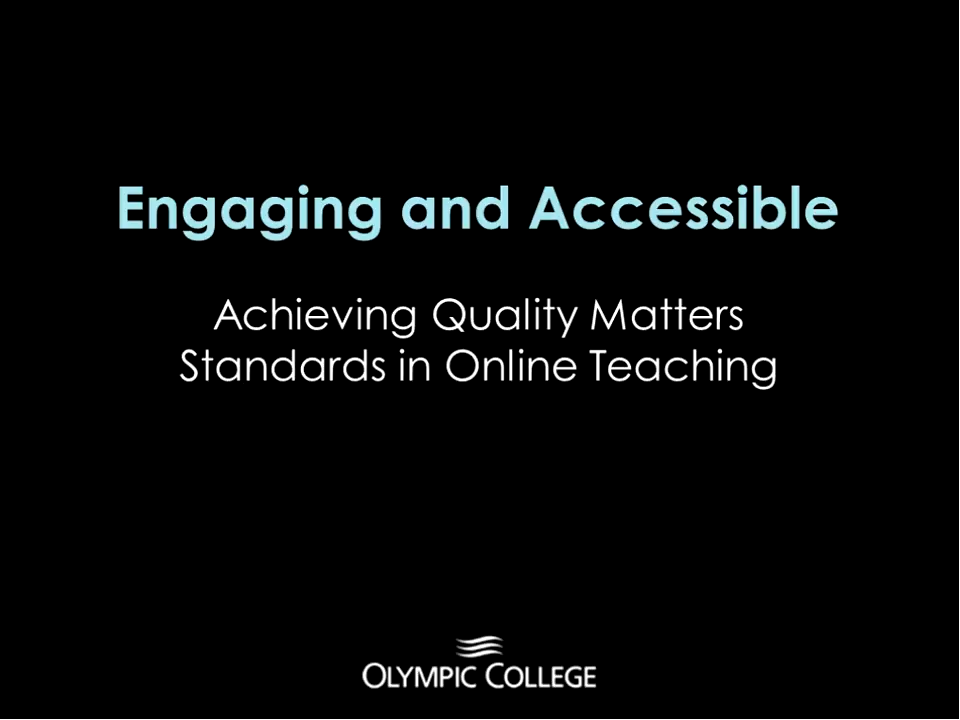 Engaging and Accessible
Achieving Quality Matters
Standards in Online Teaching
OLYMPIC COLLEGE